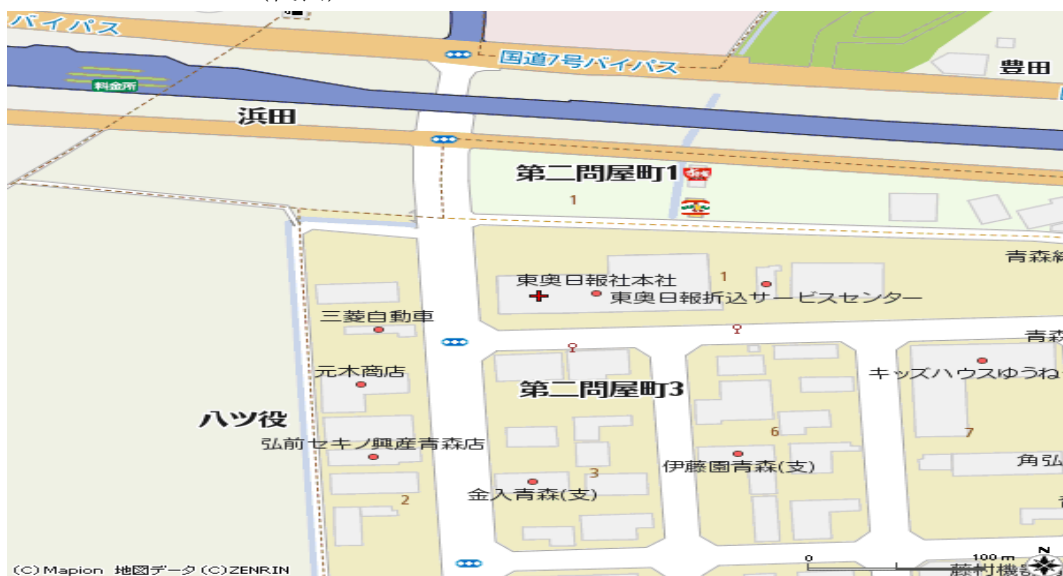 バイパス
国道7号バイパス
豊田
料金所
浜田
第二問屋町1
1
青森総
東奥日報社本社
1
東奥日報折込サービスセンター
三菱自動車
青森
元木商店
第二問屋町3
キッズハウスゆうね
八ツ役
6
7
弘前セキノ興産青森店
伊藤園青森(支)
角弘
3
金入青森(支)
2
0
100 m
N
(C)Mapion 地図データ(C)ZENRIN
藤村機